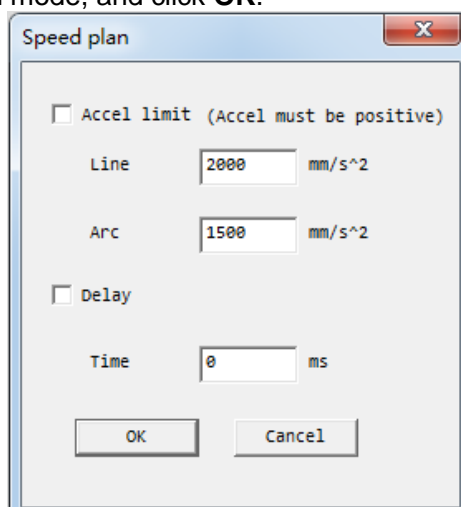 mode, and click OK.
Speed plan
Accel limit (Accel must be positive)
Line 2000 mm/s^2
Arc 1500 mm/s^2
Delay
Time 0 ms
OK Cancel